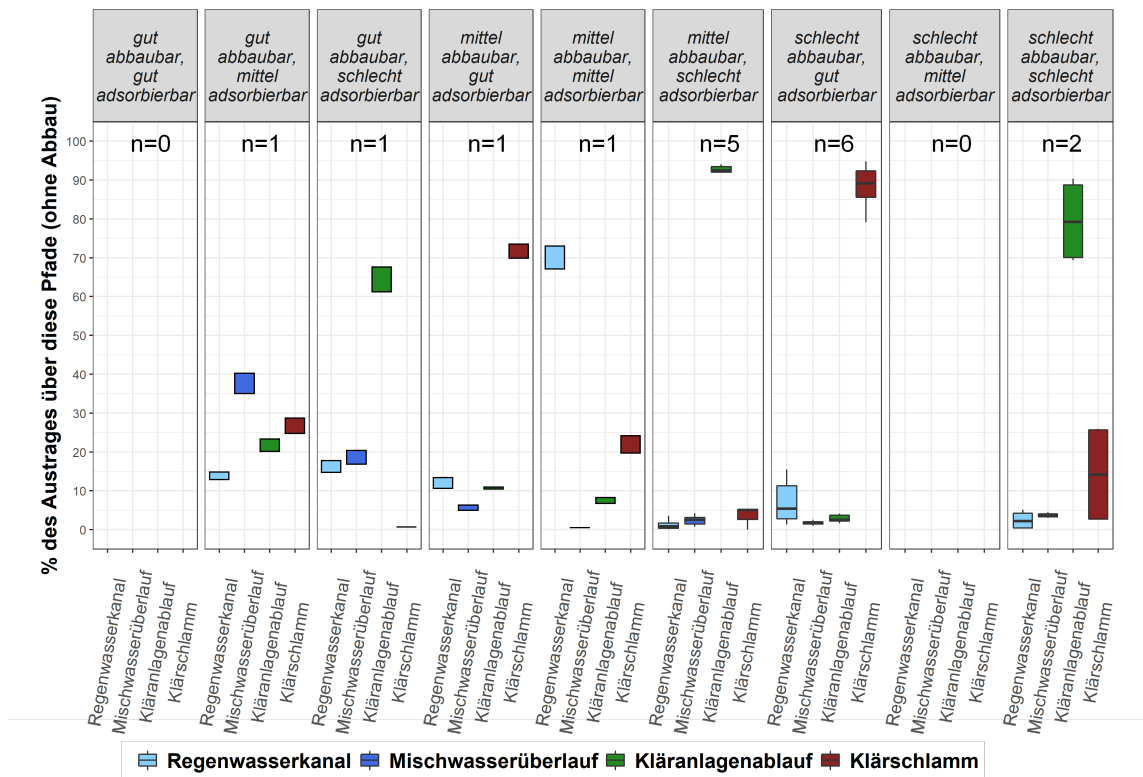 gut
abbaubar,
gut
adsorbierbar
gut
abbaubar,
mittel
adsorbierbar
gut
abbaubar,
schlecht
adsorbierbar
mittel
abbaubar,
gut
adsorbierbar
mittel
abbaubar,
mittel
adsorbierbar
mittel
abbaubar,
schlecht
adsorbierbar
schlecht
abbaubar,
gut
adsorbierbar
schlecht
abbaubar,
mittel
adsorbierbar
schlecht
abbaubar,
schlecht
adsorbierbar
n=0
n=1
n=1
n=1
n=1
n=5
n=6
n=0
n=2
% des Austrages über diese Pfade (ohne Abbau)
100
90
80
70
60
50
40
30
20
10
0
Regenwasserkanal
Mischwasserüberlauf
Kläranlagenablauf
Klärschlamm
Regenwasserkanal
Mischwasserüberlauf
Kläranlagenablauf
Klärschlamm
Regenwasserkanal
Mischwasserüberlauf
Kläranlagenablauf
Klärschlamm
Regenwasserkanal
Mischwasserüberlauf
Kläranlagenablauf
Klärschlamm
Regenwasserkanal
Mischwasserüberlauf
Kläranlagenablauf
Klärschlamm
Regenwasserkanal
Mischwasserüberlauf
Kläranlagenablauf
Klärschlamm
Regenwasserkanal
Mischwasserüberlauf
Kläranlagenablauf
Klärschlamm
Regenwasserkanal
Mischwasserüberlauf
Kläranlagenablauf
Klärschlamm
Regenwasserkanal
Mischwasserüberlauf
Kläranlagenablauf
Klärschlamm
Regenwasserkanal Mischwasserüberlauf Kläranlagenablauf Klärschlamm